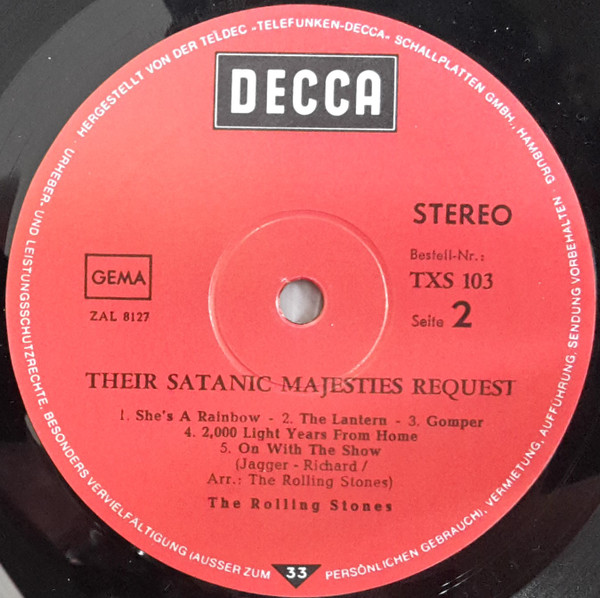 · HERGESTELLT VON DER TELDEC »TELEFUNKEN-DECCA« SCHALLPLATTEN GMBH., HAMBURG ·
DECCA
STEREO
Bestell-Nr.:
TXS 103
Seite 2
GEMA
ZAL 8127
THEIR SATANIC MAJESTIES REQUEST
1. She's A Rainbow - 2. The Lantern - 3. Gomper
4. 2,000 Light Years From Home
5. On With The Show
(Jagger - Richard /
Arr.: The Rolling Stones)
The Rolling Stones
URHEBER- UND LEISTUNGSSCHUTZRECHTE, BESONDERS VERVIELFÄLTIGUNG (AUSSER ZUM PERSÖNLICHEN GEBRAUCH), VERMIETUNG, AUFFÜHRUNG, SENDUNG VORBEHALTEN
33